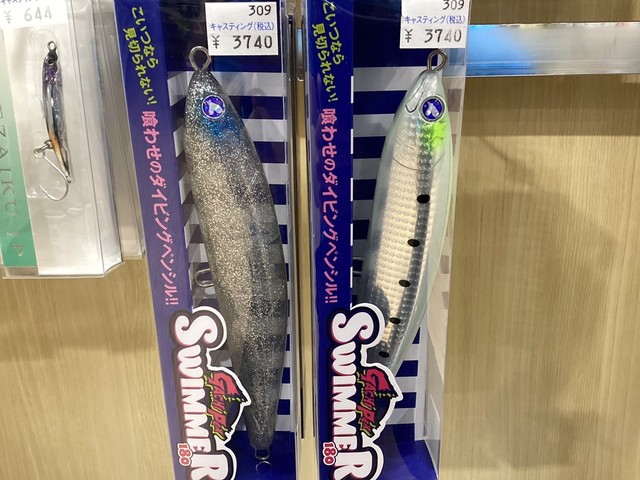 ¥ 644
309
キャスティング(税込)
¥ 3740
こいつなら
見切られない!
喰わせのダイビングペンシル!!
SWIMMER
180
309
キャスティング(税込)
¥ 3740
こいつなら
見切られない!
喰わせのダイビングペンシル!!
SWIMMER
180